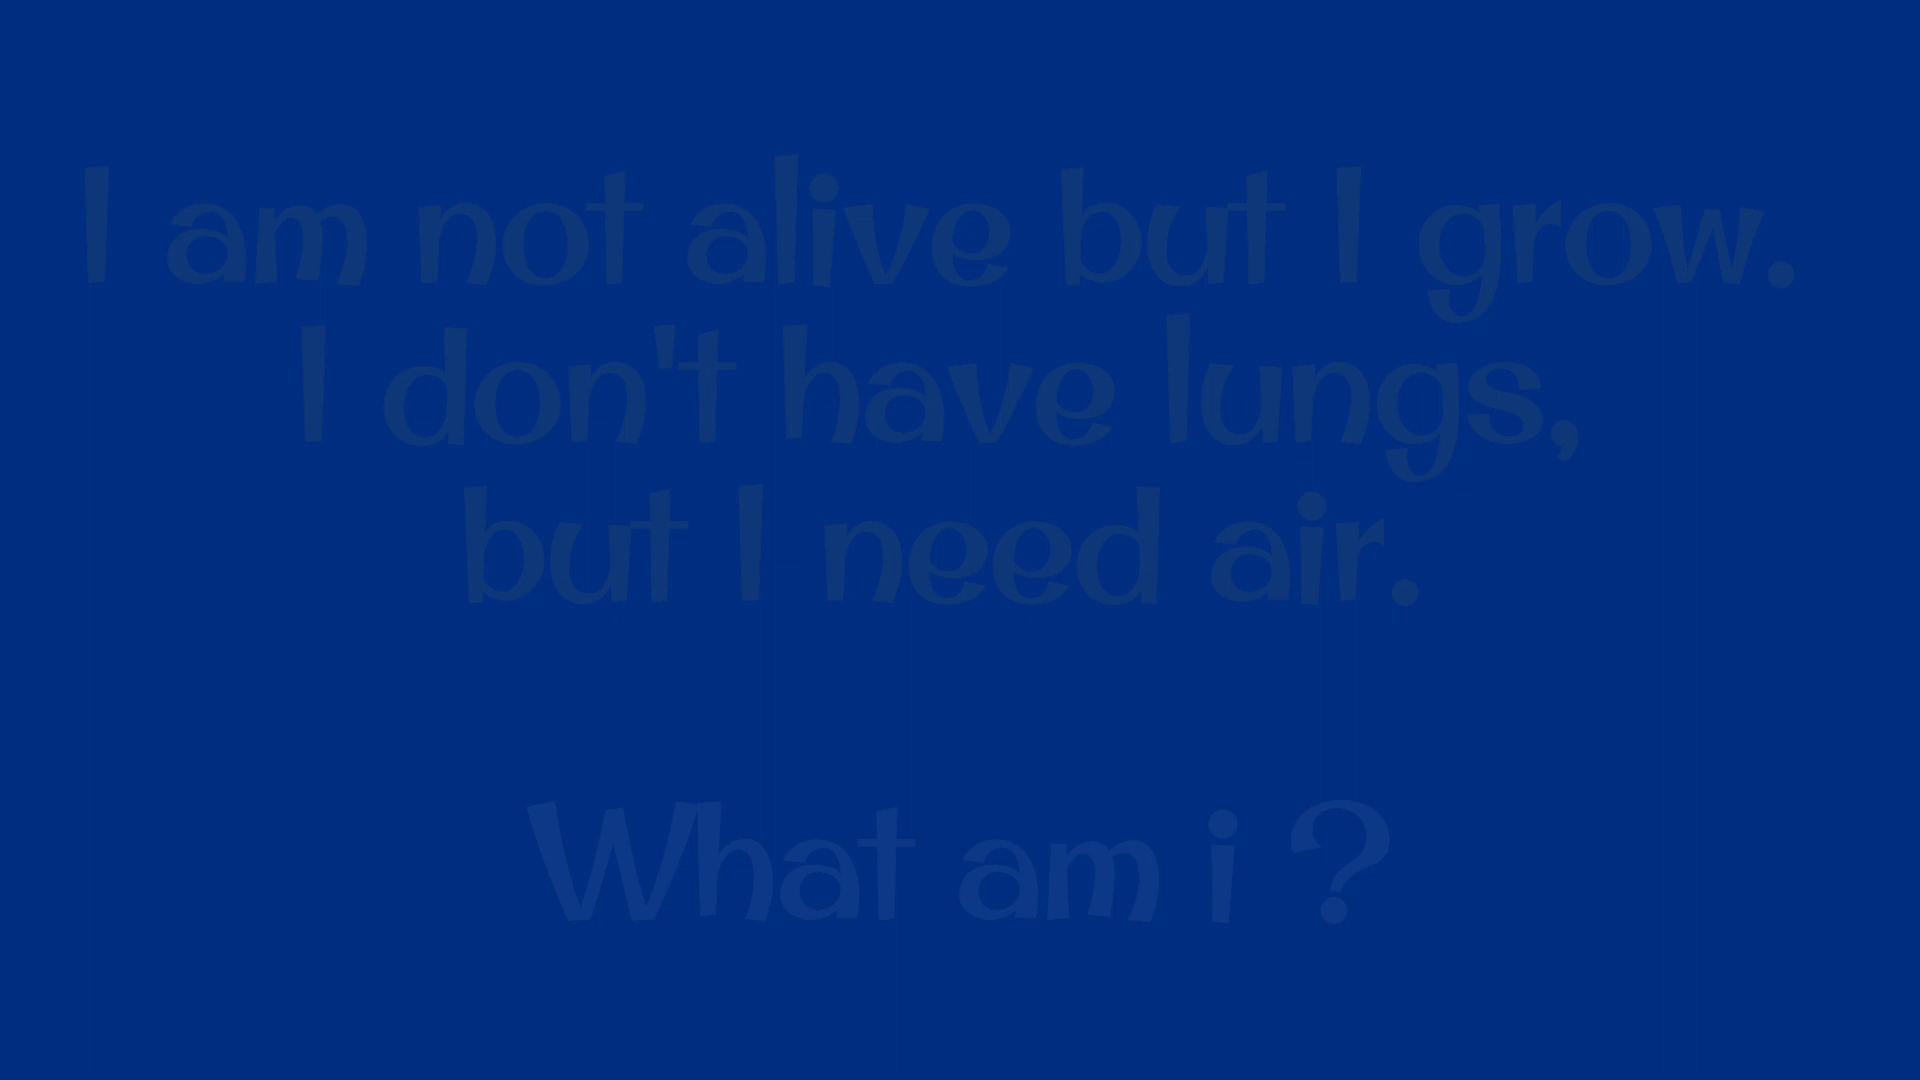 I am not alive but I grow.
I don't have lungs,
but I need air.
What am i ?